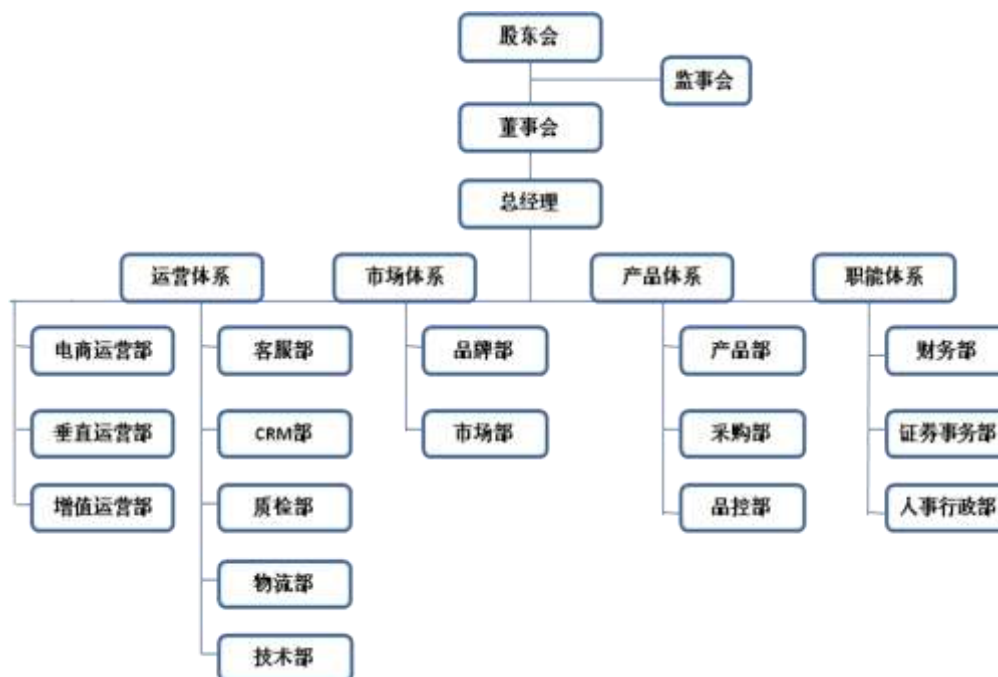 股东会
监事会
董事会
总经理
运营体系
市场体系
产品体系
职能体系
电商运营部
客服部
品牌部
产品部
财务部
垂直运营部
CRM部
市场部
采购部
证券事务部
增值运营部
质检部
品控部
人事行政部
物流部
技术部